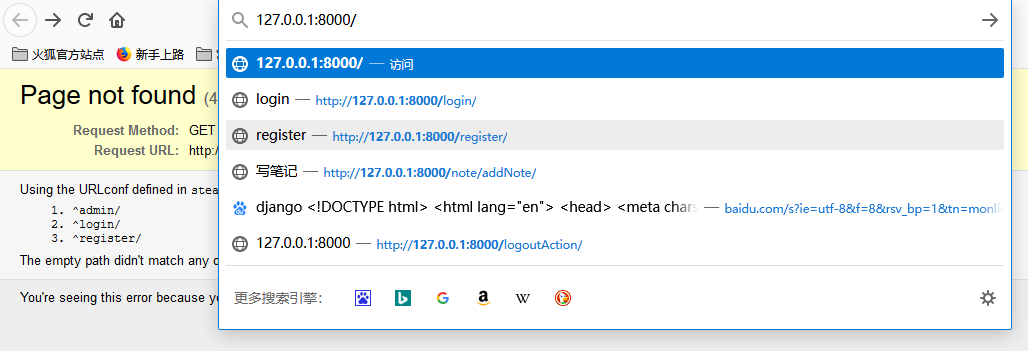 127.0.0.1:8000/
火狐官方站点 新手上路
127.0.0.1:8000/ — 访问
login — http://127.0.0.1:8000/login/
register — http://127.0.0.1:8000/register/
写笔记 — http://127.0.0.1:8000/note/addNote/
django <!DOCTYPE html> <html lang="en"> <head> <meta chars — baidu.com/s?ie=utf-8&f=8&rsv_bp=1&tn=monlin
127.0.0.1:8000 — http://127.0.0.1:8000/logoutAction/
更多搜索引擎：
Page not found (4
Request Method: GET
Request URL: http:/
Using the URLconf defined in stea
1. ^admin/
2. ^login/
3. ^register/
The empty path didn't match any o
You're seeing this error because yo